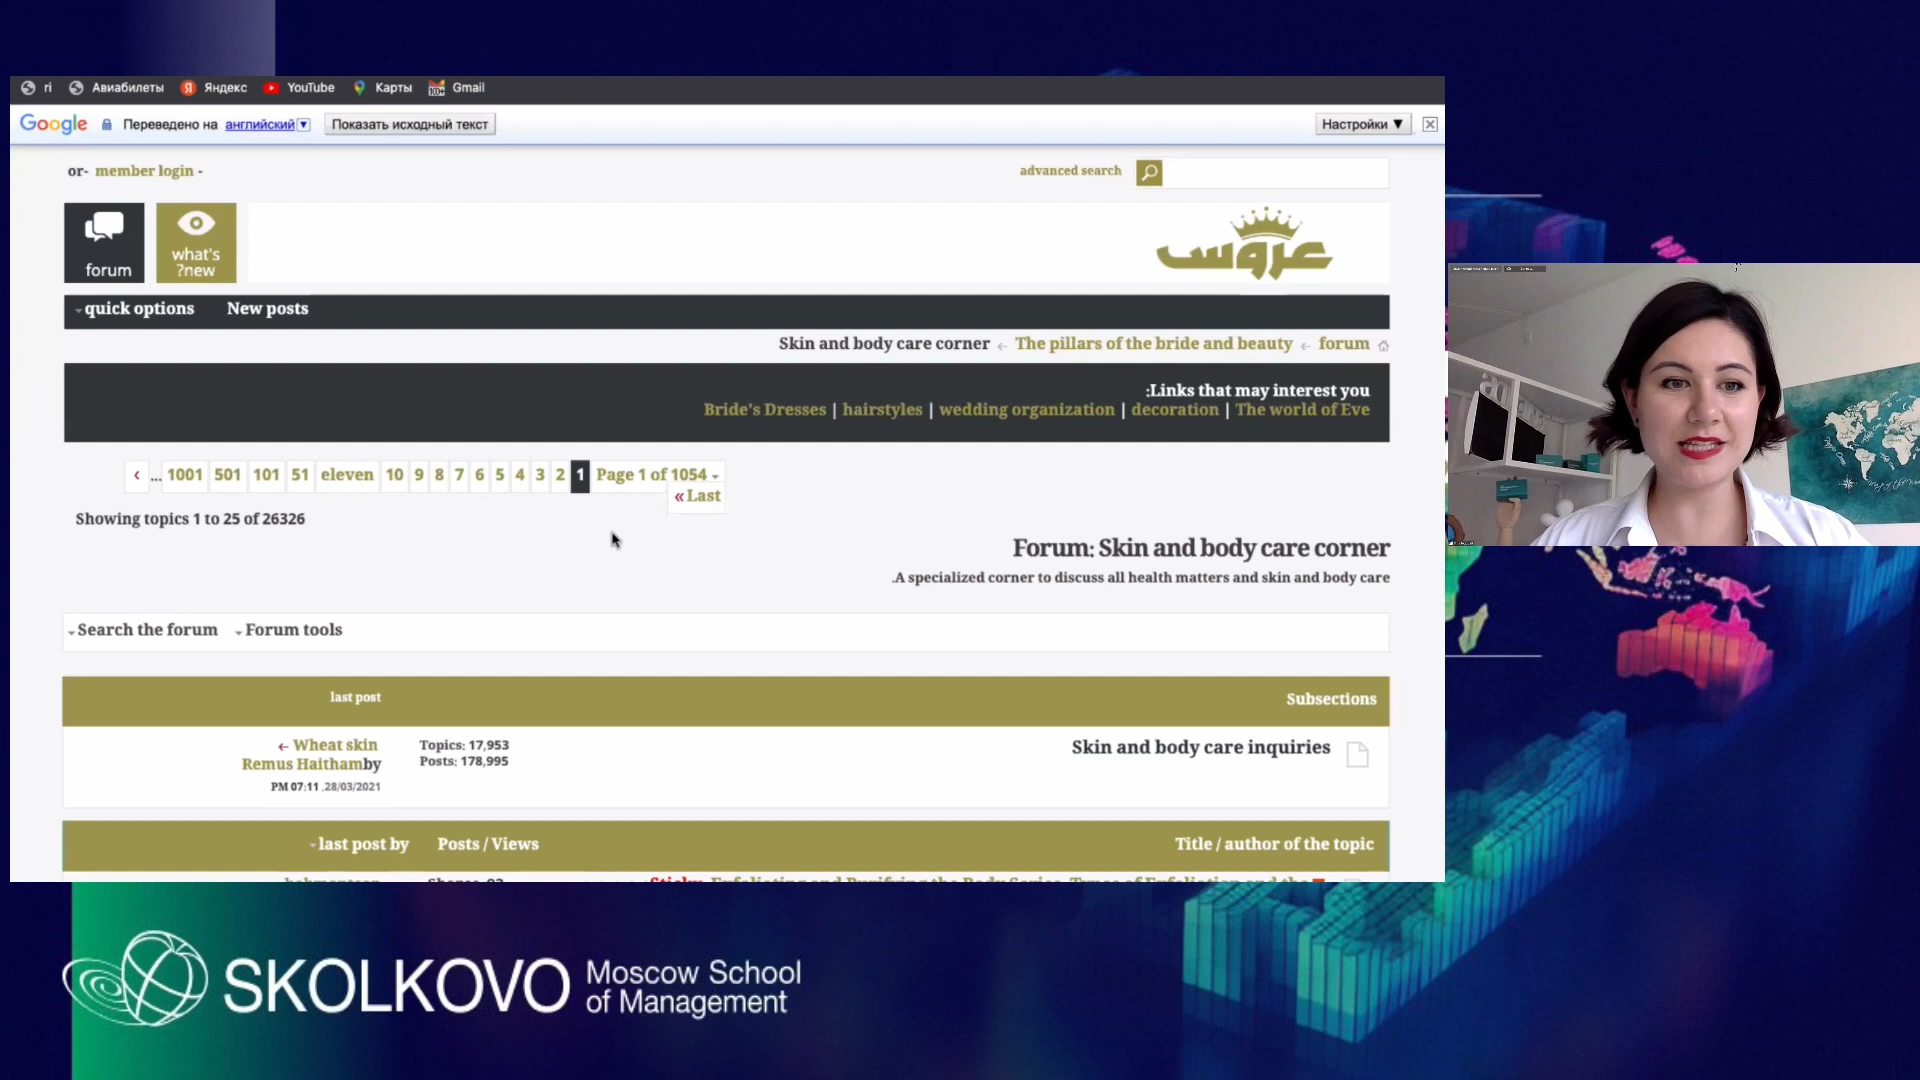 ri Авиабилеты Яндекс YouTube Карты Gmail
Google Переведено на английский Показать исходный текст Настройки ▼
or- member login -
advanced search
forum
what's
?new
عروس
quick options New posts
Skin and body care corner ← The pillars of the bride and beauty ← forum
:Links that may interest you
Bride's Dresses | hairstyles | wedding organization | decoration | The world of Eve
‹ ... 1001 501 101 51 eleven 10 9 8 7 6 5 4 3 2 1 Page 1 of 1054
«Last
Showing topics 1 to 25 of 26326
Forum: Skin and body care corner
.A specialized corner to discuss all health matters and skin and body care
Search the forum Forum tools
last post Subsections
← Wheat skin
Remus Haithamby
PM 07:11 ,28/03/2021
Topics: 17,953
Posts: 178,995
Skin and body care inquiries
last post by Posts / Views Title / author of the topic
SKOLKOVO
Moscow School
of Management